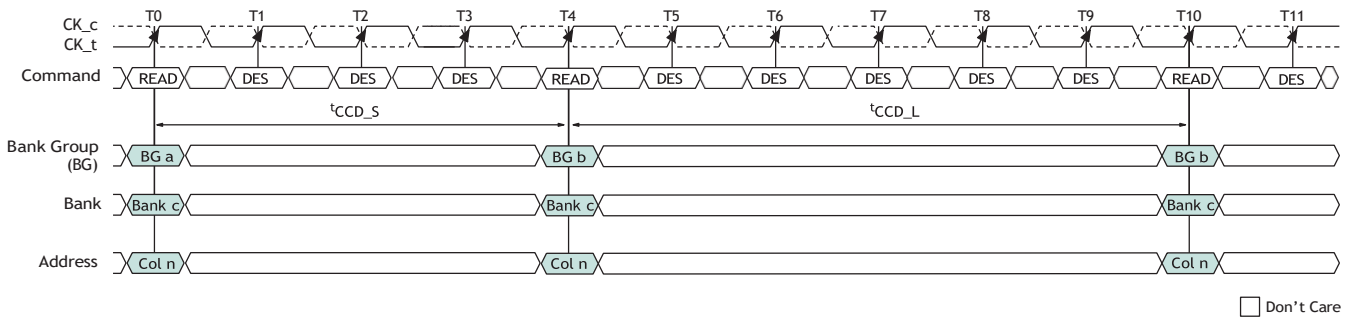 T0 T1 T2 T3 T4 T5 T6 T7 T8 T9 T10 T11
CK_c
CK_t
Command READ DES DES DES READ DES DES DES DES DES READ DES
tCCD_S tCCD_L
Bank Group
(BG)
BG a BG b BG b
Bank Bank c Bank c Bank c
Address Col n Col n Col n
Don't Care